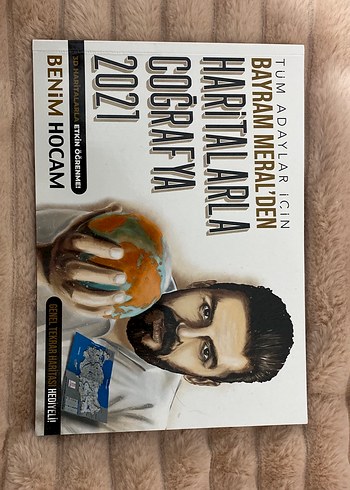 TÜM ADAYLAR İÇİN
BAYRAM MERAL'DEN
HARİTALARLA
COĞRAFYA
2021
3D HARİTALARLA ETKİN ÖĞRENME!
BENİM HOCAM
GENEL TEKRAR HARİTASI HEDİYELİ!